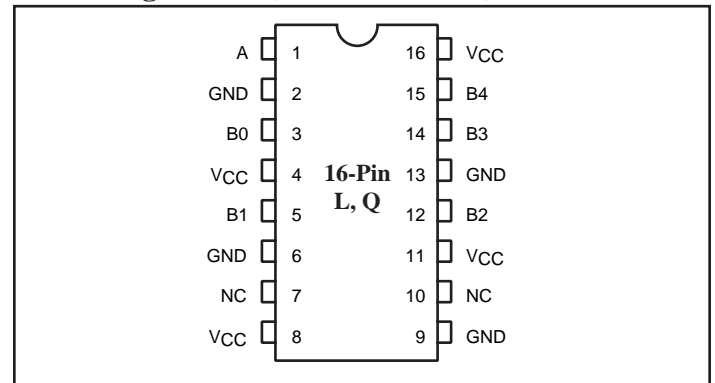 A 1 16 VCC
GND 2 15 B4
B0 3 14 B3
VCC 4 16-Pin 13 GND
B1 5 L, Q 12 B2
GND 6 11 VCC
NC 7 10 NC
VCC 8 9 GND